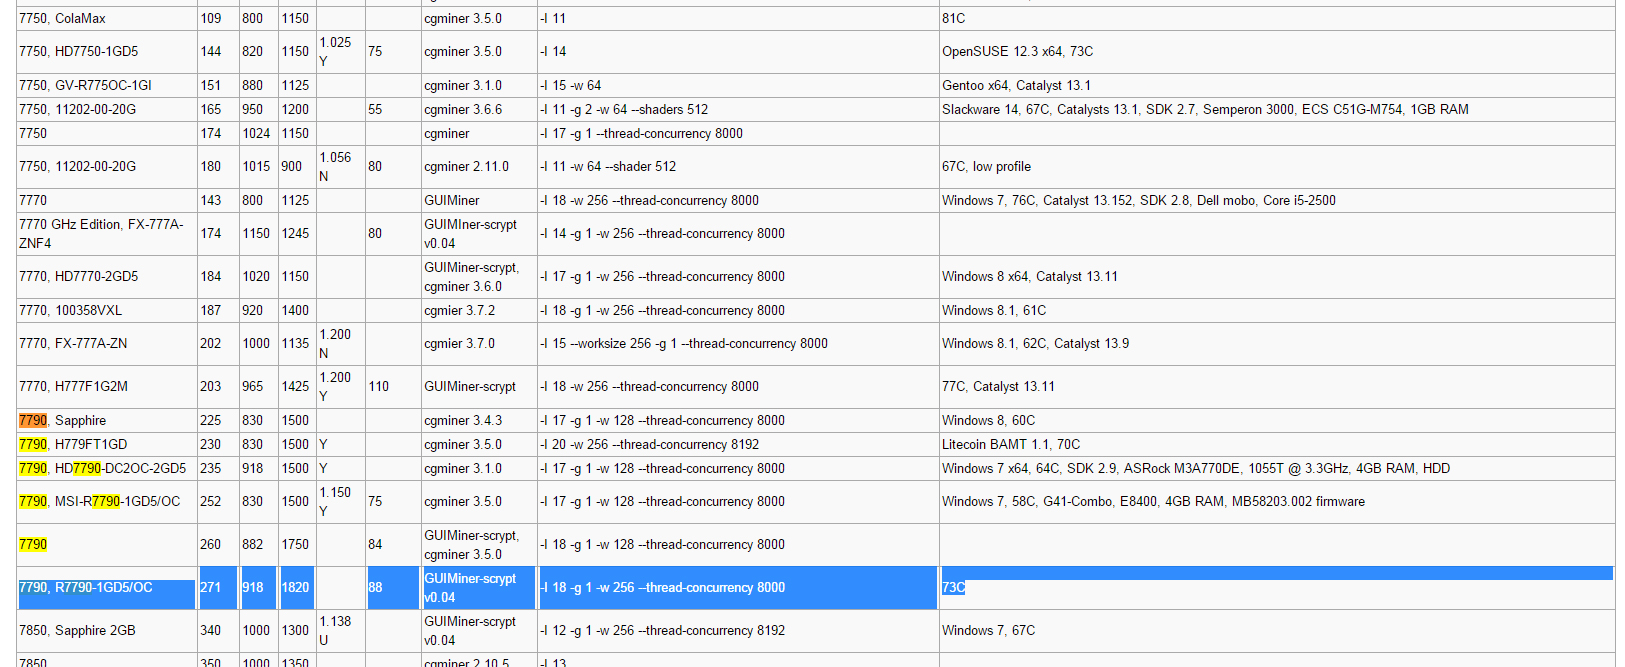 7750, ColaMax 109 800 1150 cgminer 3.5.0 -I 11 81C
7750, HD7750-1GD5 144 820 1150 1.025 Y 75 cgminer 3.5.0 -I 14 OpenSUSE 12.3 x64, 73C
7750, GV-R775OC-1GI 151 880 1125 cgminer 3.1.0 -I 15 -w 64 Gentoo x64, Catalyst 13.1
7750, 11202-00-20G 165 950 1200 55 cgminer 3.6.6 -I 11 -g 2 -w 64 --shaders 512 Slackware 14, 67C, Catalysts 13.1, SDK 2.7, Semperon 3000, ECS C51G-M754, 1GB RAM
7750 174 1024 1150 cgminer -I 17 -g 1 --thread-concurrency 8000
7750, 11202-00-20G 180 1015 900 1.056 N 80 cgminer 2.11.0 -I 11 -w 64 --shader 512 67C, low profile
7770 143 800 1125 GUIMiner -I 18 -w 256 --thread-concurrency 8000 Windows 7, 76C, Catalyst 13.152, SDK 2.8, Dell mobo, Core i5-2500
7770 GHz Edition, FX-777A-ZNF4 174 1150 1245 80 GUIMIner-scrypt v0.04 -I 14 -g 1 -w 256 --thread-concurrency 8000
7770, HD7770-2GD5 184 1020 1150 GUIMiner-scrypt, cgminer 3.6.0 -I 17 -g 1 -w 256 --thread-concurrency 8000 Windows 8 x64, Catalyst 13.11
7770, 100358VXL 187 920 1400 cgmier 3.7.2 -I 18 -g 1 -w 256 --thread-concurrency 8000 Windows 8.1, 61C
7770, FX-777A-ZN 202 1000 1135 1.200 N cgmier 3.7.0 -I 15 --worksize 256 -g 1 --thread-concurrency 8000 Windows 8.1, 62C, Catalyst 13.9
7770, H777F1G2M 203 965 1425 1.200 Y 110 GUIMiner-scrypt -I 18 -w 256 --thread-concurrency 8000 77C, Catalyst 13.11
7790, Sapphire 225 830 1500 cgminer 3.4.3 -I 17 -g 1 -w 128 --thread-concurrency 8000 Windows 8, 60C
7790, H779FT1GD 230 830 1500 Y cgminer 3.5.0 -I 20 -w 256 --thread-concurrency 8192 Litecoin BAMT 1.1, 70C
7790, HD7790-DC2OC-2GD5 235 918 1500 Y cgminer 3.1.0 -I 17 -g 1 -w 128 --thread-concurrency 8000 Windows 7 x64, 64C, SDK 2.9, ASRock M3A770DE, 1055T @ 3.3GHz, 4GB RAM, HDD
7790, MSI-R7790-1GD5/OC 252 830 1500 1.150 Y 75 cgminer 3.5.0 -I 17 -g 1 -w 128 --thread-concurrency 8000 Windows 7, 58C, G41-Combo, E8400, 4GB RAM, MB58203.002 firmware
7790 260 882 1750 84 GUIMiner-scrypt, cgminer 3.5.0 -I 18 -g 1 -w 128 --thread-concurrency 8000
7790, R7790-1GD5/OC 271 918 1820 88 GUIMiner-scrypt v0.04 -I 18 -g 1 -w 256 --thread-concurrency 8000 73C
7850, Sapphire 2GB 340 1000 1300 1.138 U GUIMiner-scrypt v0.04 -I 12 -g 1 -w 256 --thread-concurrency 8192 Windows 7, 67C
7850 350 1000 1350 cgminer 2.10.5 -I 13